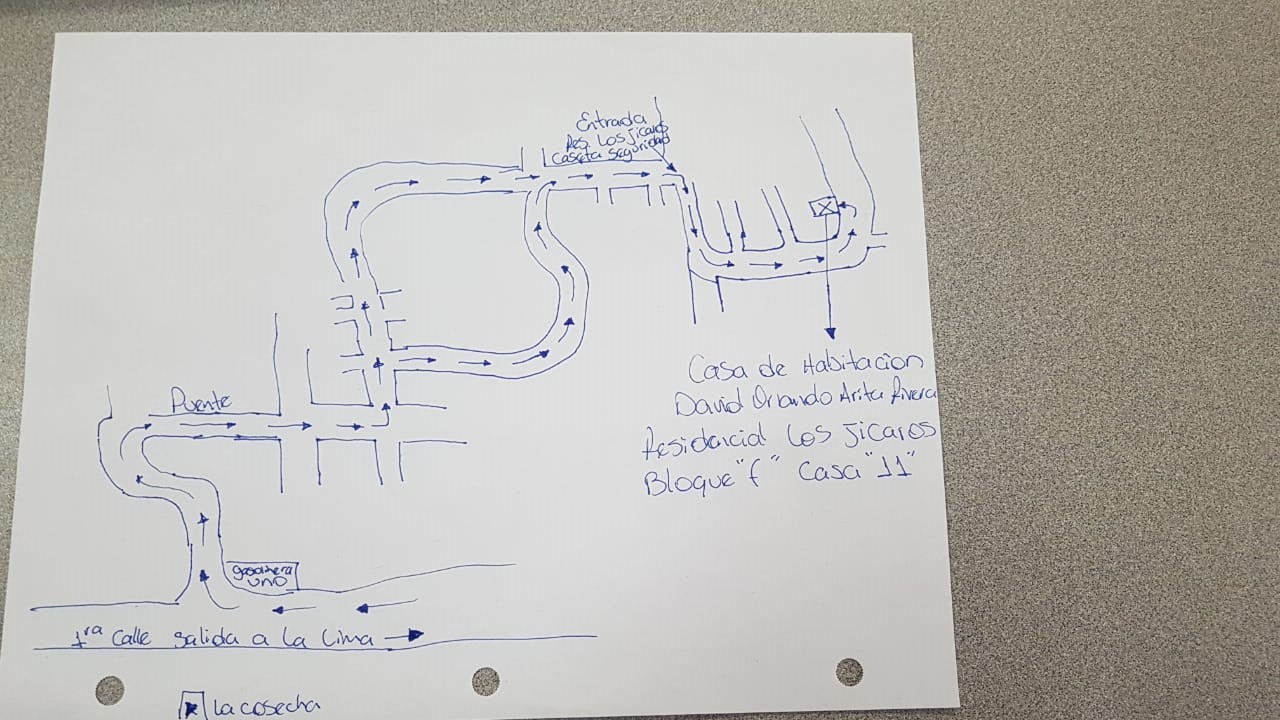 Entrada
Res. Los Jicaros
Caseta Seguridad
Casa de Habitacion
David Orlando Arita Rivera
Residencial Los Jicaros
Bloque "f" Casa "11"
Puente
gasolinera
UNO
1ra Calle salida a La Lima
La cosecha